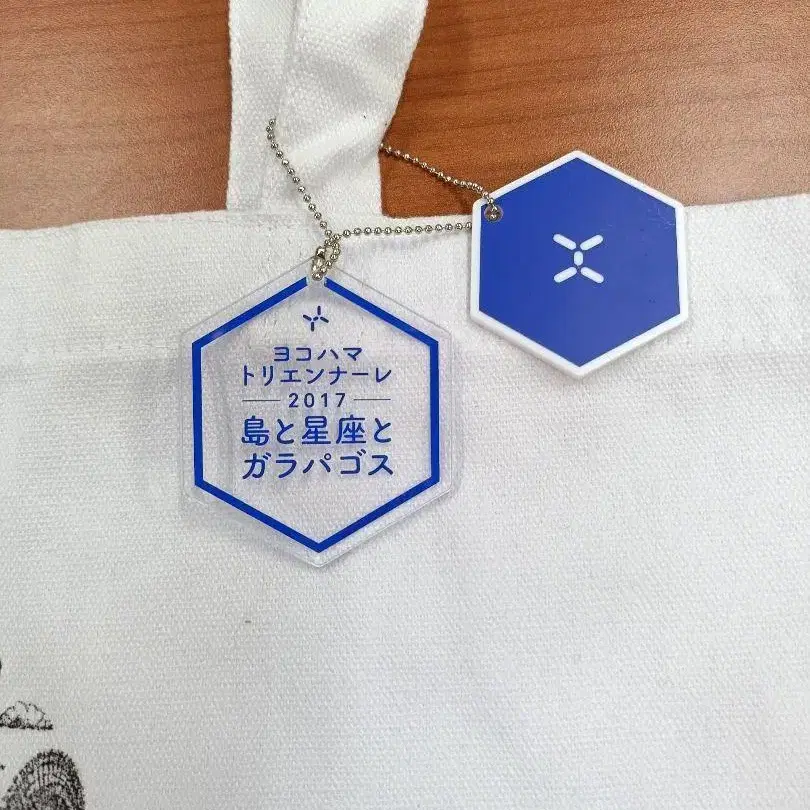 ヨコハマ
トリエンナーレ
2017
島と星座と
ガラパゴス